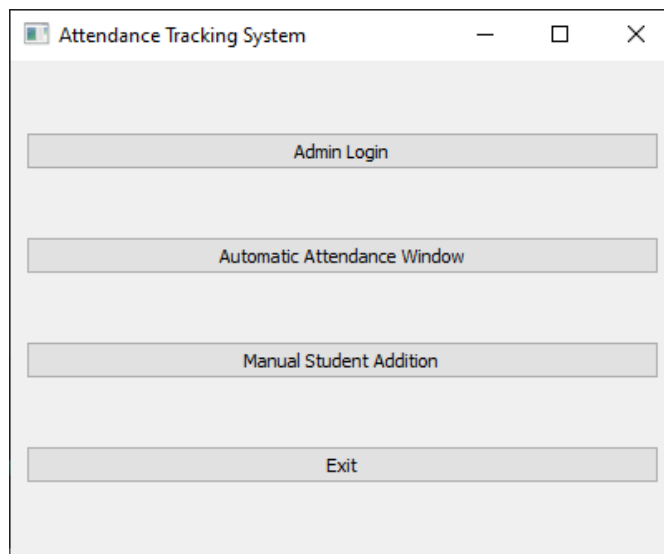 Attendance Tracking System
Admin Login
Automatic Attendance Window
Manual Student Addition
Exit